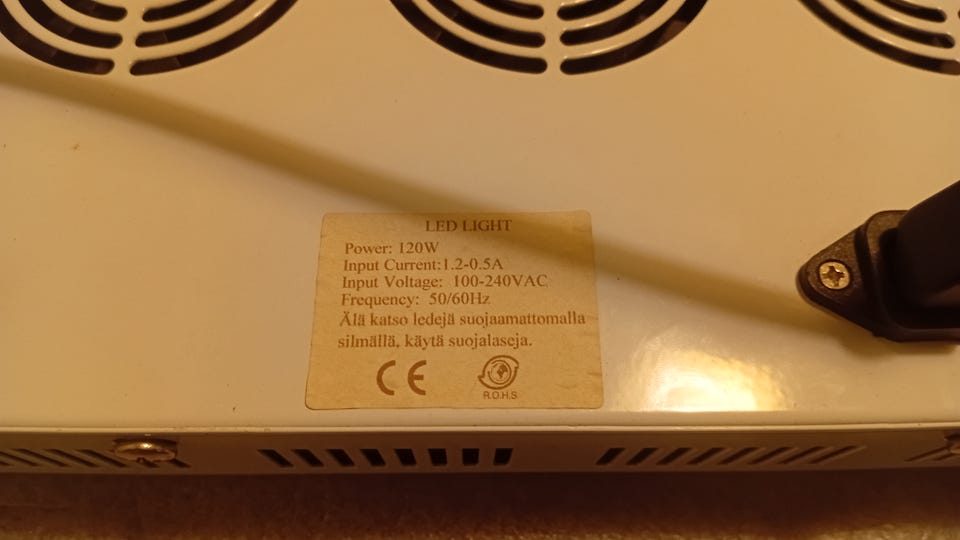 LED LIGHT
Power: 120W
Input Current:1.2-0.5A
Input Voltage: 100-240VAC
Frequency: 50/60Hz
Älä katso ledejä suojaamattomalla
silmällä, käytä suojalaseja.
CE
R.O.H.S